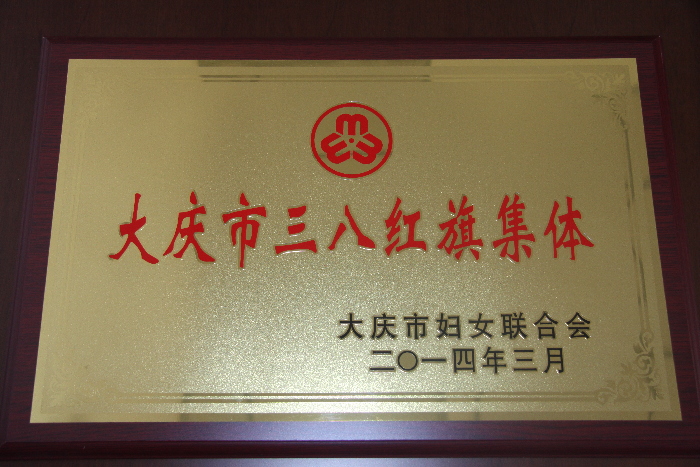 大庆市三八红旗集体
大庆市妇女联合会
二〇一四年三月